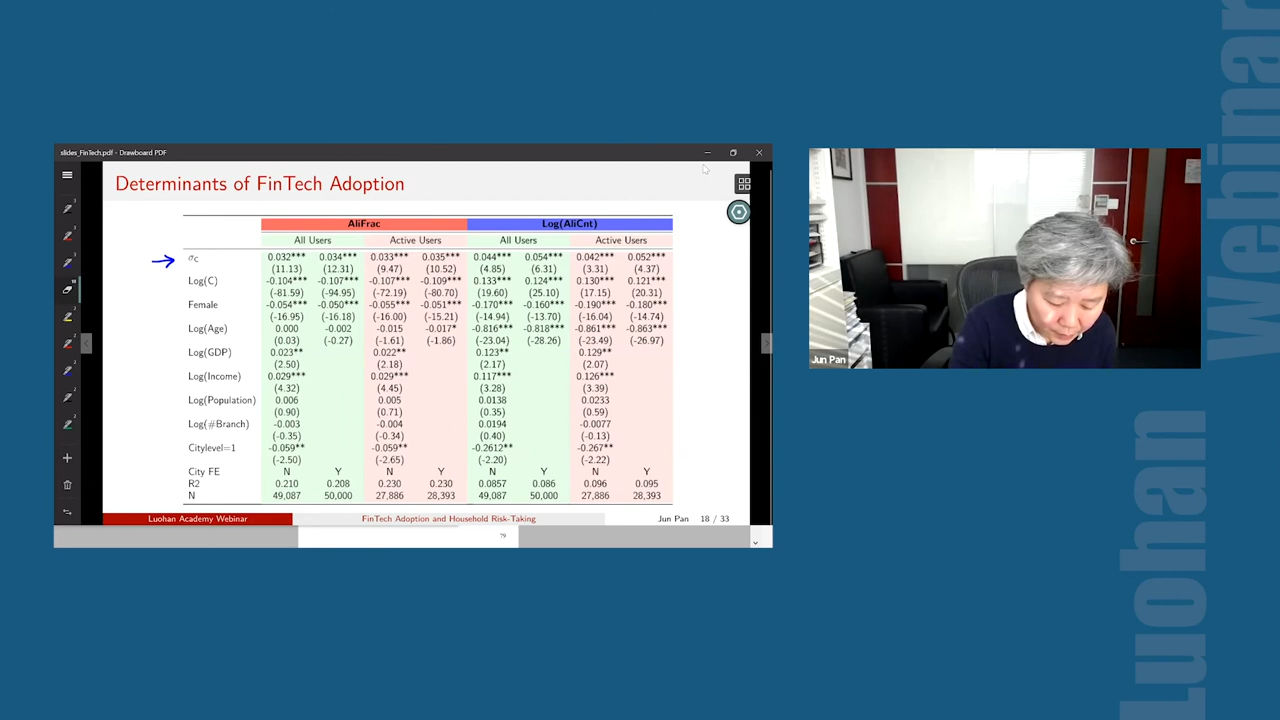 slides_FinTech.pdf - Drawboard PDF
Determinants of FinTech Adoption
AliFrac Log(AliCnt)
All Users Active Users All Users Active Users
σC 0.032*** 0.034*** 0.033*** 0.035*** 0.044*** 0.054*** 0.042*** 0.052***
(11.13) (12.31) (9.47) (10.52) (4.85) (6.31) (3.31) (4.37)
Log(C) -0.104*** -0.107*** -0.107*** -0.109*** 0.133*** 0.124*** 0.130*** 0.121***
(-81.59) (-94.95) (-72.19) (-80.70) (19.60) (25.10) (17.15) (20.31)
Female -0.054*** -0.050*** -0.055*** -0.051*** -0.170*** -0.160*** -0.190*** -0.180***
(-16.95) (-16.18) (-16.00) (-15.21) (-14.94) (-13.70) (-16.04) (-14.74)
Log(Age) 0.000 -0.002 -0.015 -0.017* -0.816*** -0.818*** -0.861*** -0.863***
(0.03) (-0.27) (-1.61) (-1.86) (-23.04) (-28.26) (-23.49) (-26.97)
Log(GDP) 0.023** 0.022** 0.123** 0.129**
(2.50) (2.18) (2.17) (2.07)
Log(Income) 0.029*** 0.029*** 0.117*** 0.126***
(4.32) (4.45) (3.28) (3.39)
Log(Population) 0.006 0.005 0.0138 0.0233
(0.90) (0.71) (0.35) (0.59)
Log(#Branch) -0.003 -0.004 0.0194 -0.0077
(-0.35) (-0.34) (0.40) (-0.13)
Citylevel=1 -0.059** -0.059** -0.2612** -0.267**
(-2.50) (-2.65) (-2.20) (-2.22)
City FE N Y N Y N Y N Y
R2 0.210 0.208 0.230 0.230 0.0857 0.086 0.096 0.095
N 49,087 50,000 27,886 28,393 49,087 50,000 27,886 28,393
Luohan Academy Webinar FinTech Adoption and Household Risk-Taking Jun Pan 18 / 33
79
Jun Pan
Luohan Webinar